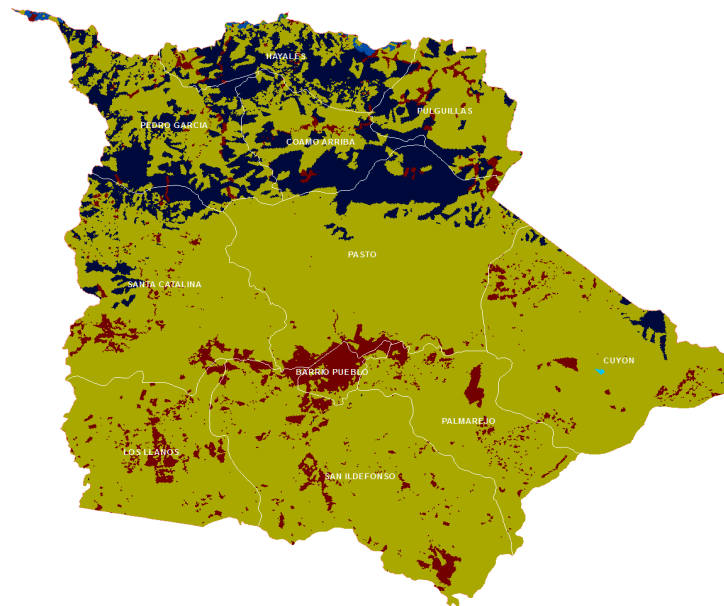 HAYALES
PULGUILLAS
PEDRO GARCIA
COAMO ARRIBA
PASTO
SANTA CATALINA
CUYON
BARRIO PUEBLO
PALMAREJO
LOS LLANOS
SAN ILDEFONSO